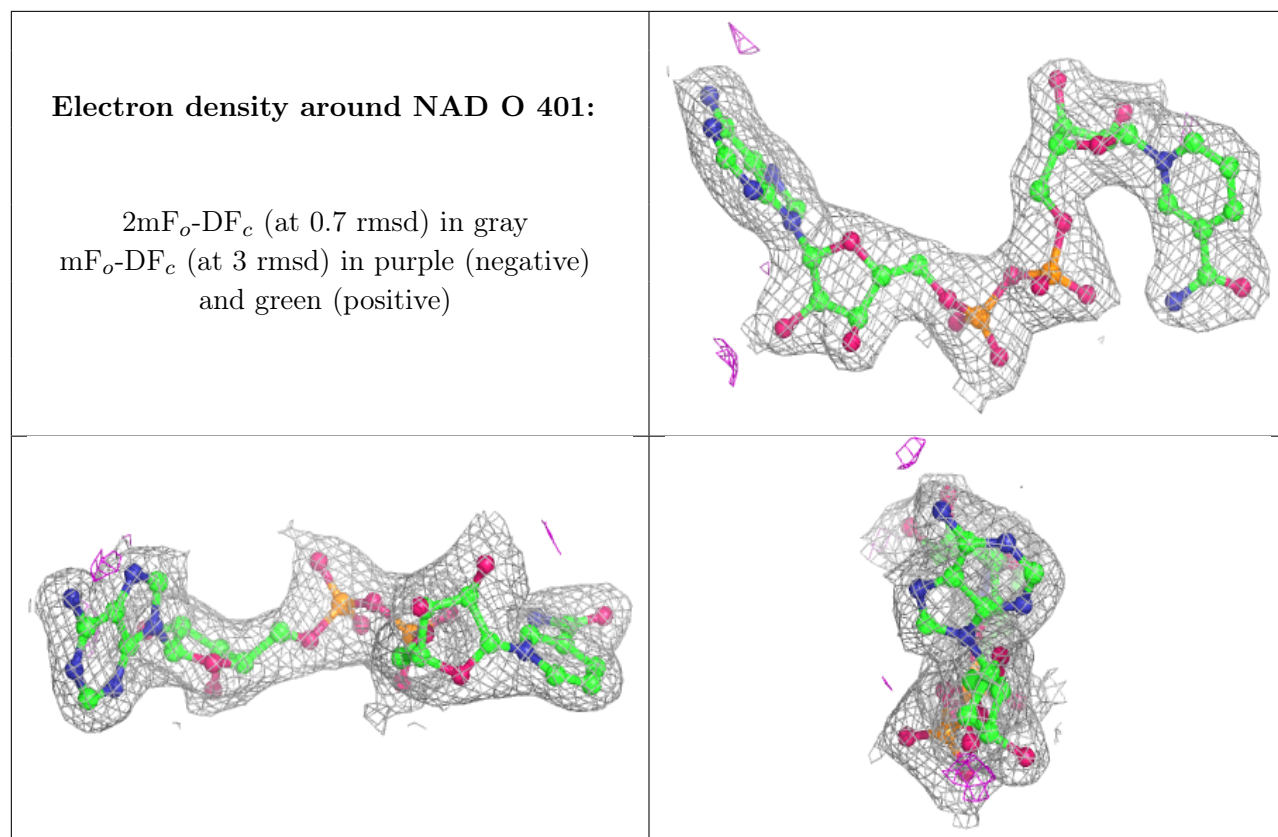 Electron density around NAD O 401:
2mFₒ-DF𝒸 (at 0.7 rmsd) in gray
mFₒ-DF𝒸 (at 3 rmsd) in purple (negative)
and green (positive)